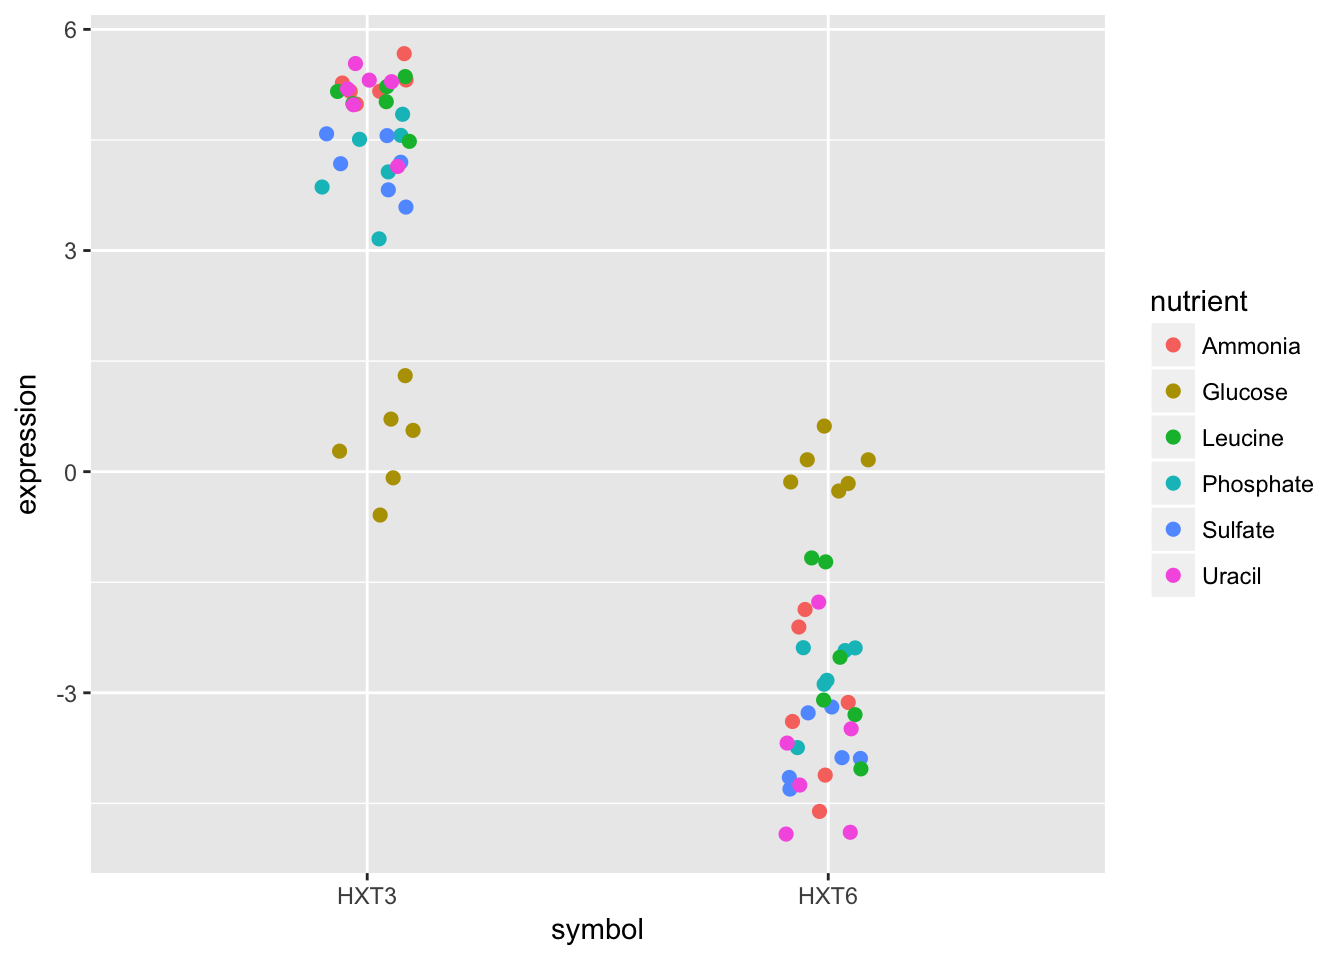 6
3
0
-3
expression
HXT3
HXT6
symbol
nutrient
Ammonia
Glucose
Leucine
Phosphate
Sulfate
Uracil